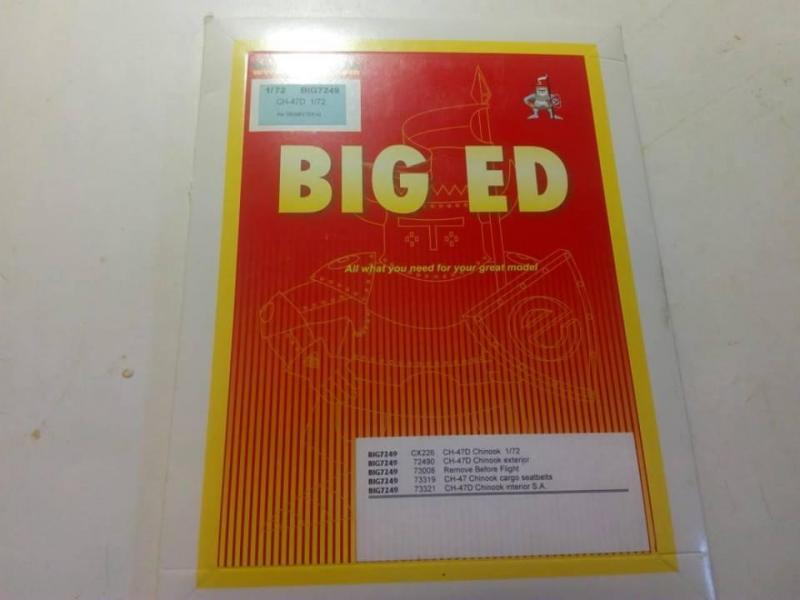 1/72 BIG7249
CH-47D 1/72
BIG ED
All what you need for your great model
BIG7249 CX226 CH-47D Chinook 1/72
BIG7249 72490 CH-47D Chinook exterior
BIG7249 73008 Remove Before Flight
BIG7249 73319 CH-47 Chinook cargo seatbelts
BIG7249 73321 CH-47D Chinook interior S.A.